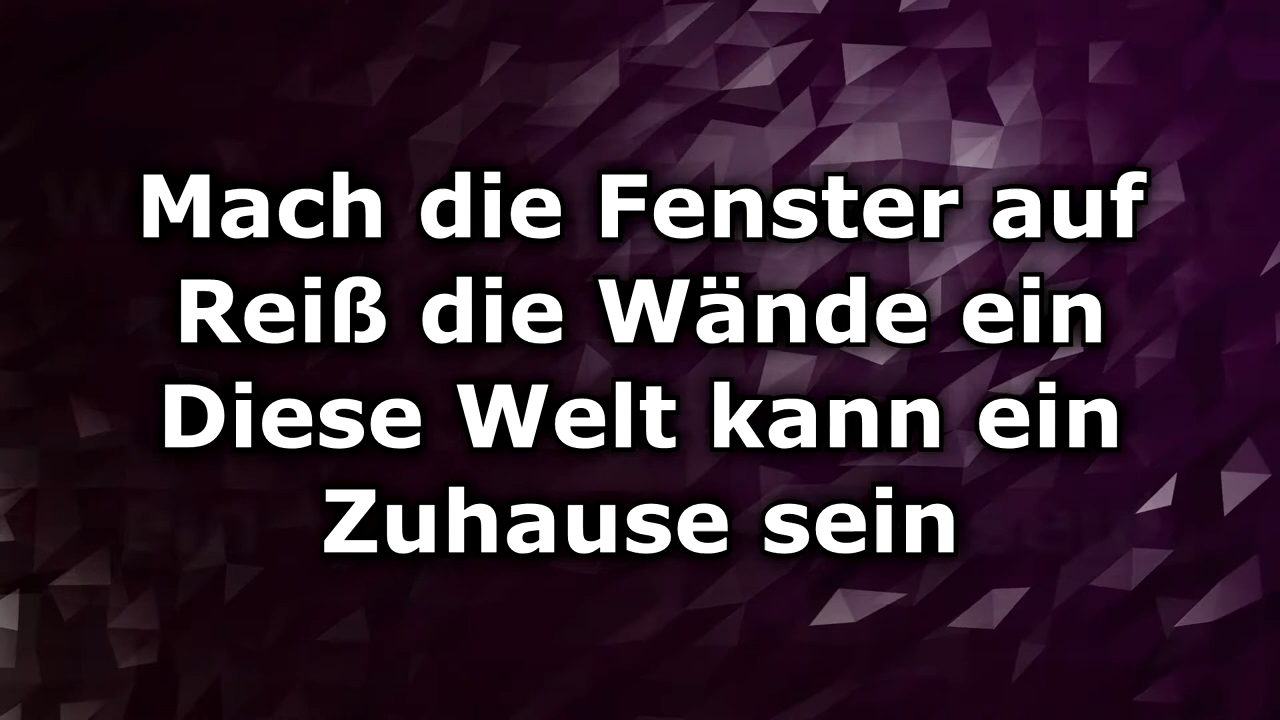 Mach die Fenster auf
Reiß die Wände ein
Diese Welt kann ein
Zuhause sein